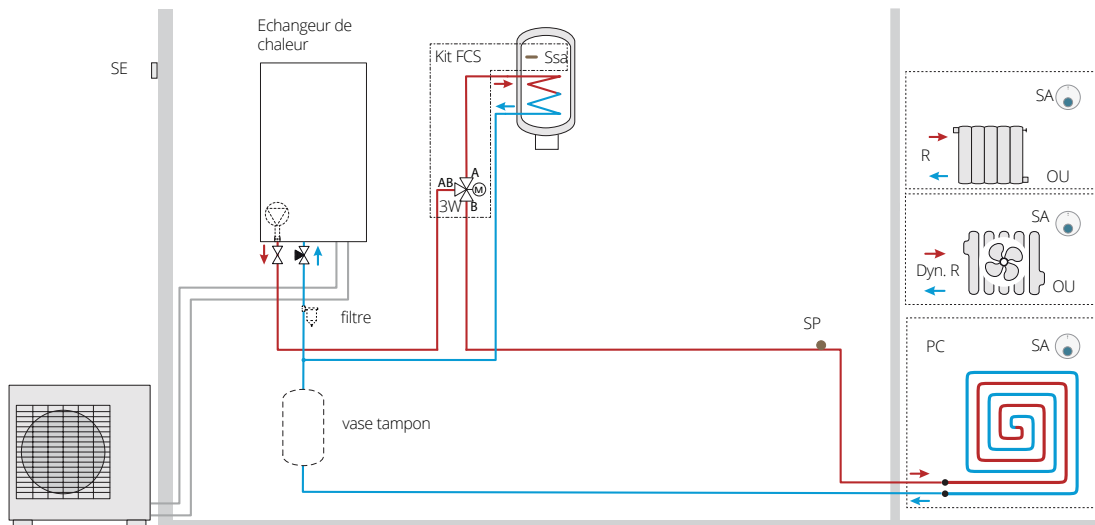 Echangeur de
chaleur
SE
Kit FCS
Ssa
A
AB
M
3W
B
filtre
vase tampon
SP
SA
R
OU
SA
Dyn. R
OU
PC
SA